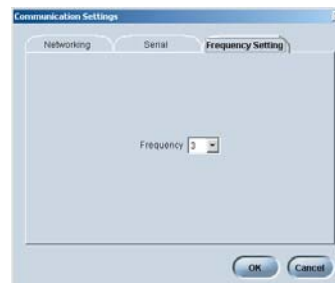 Communication Settings
Networking Serial Frequency Setting
Frequency 3
OK Cancel